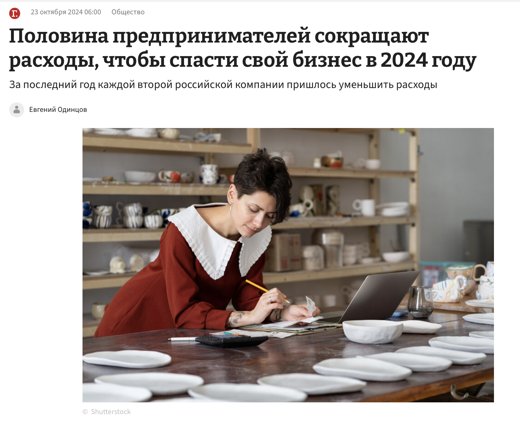 23 октября 2024 06:00 Общество
Половина предпринимателей сокращают
расходы, чтобы спасти свой бизнес в 2024 году
За последний год каждой второй российской компании пришлось уменьшить расходы
Евгений Одинцов
© Shutterstock